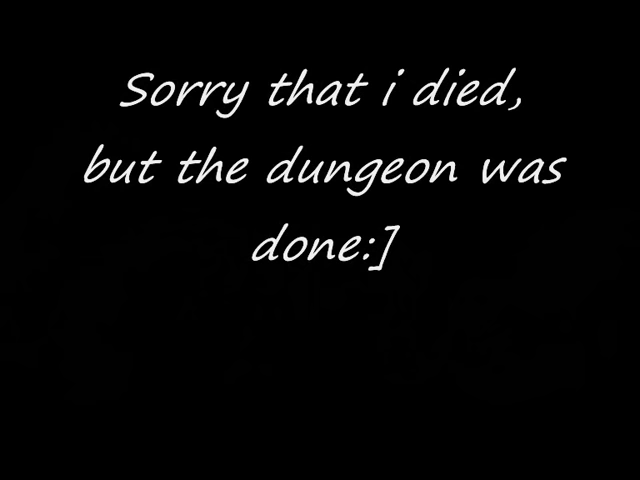 Sorry that i died,
but the dungeon was
done:]